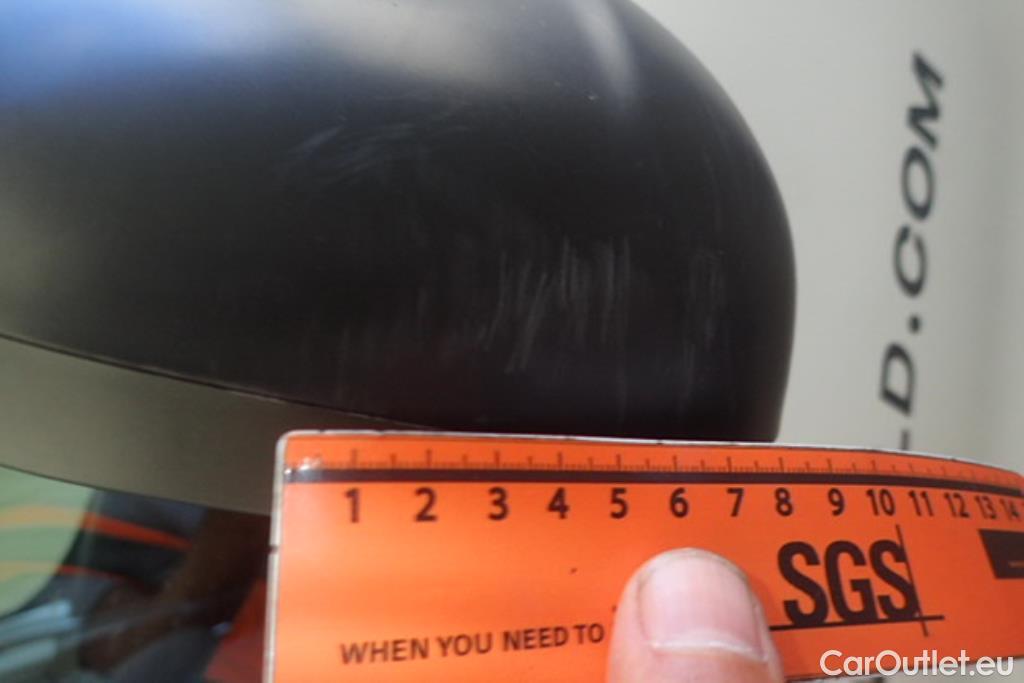 D.COM
1 2 3 4 5 6 7 8 9 10 11 12 13 14
SGS
WHEN YOU NEED TO
CarOutlet.eu